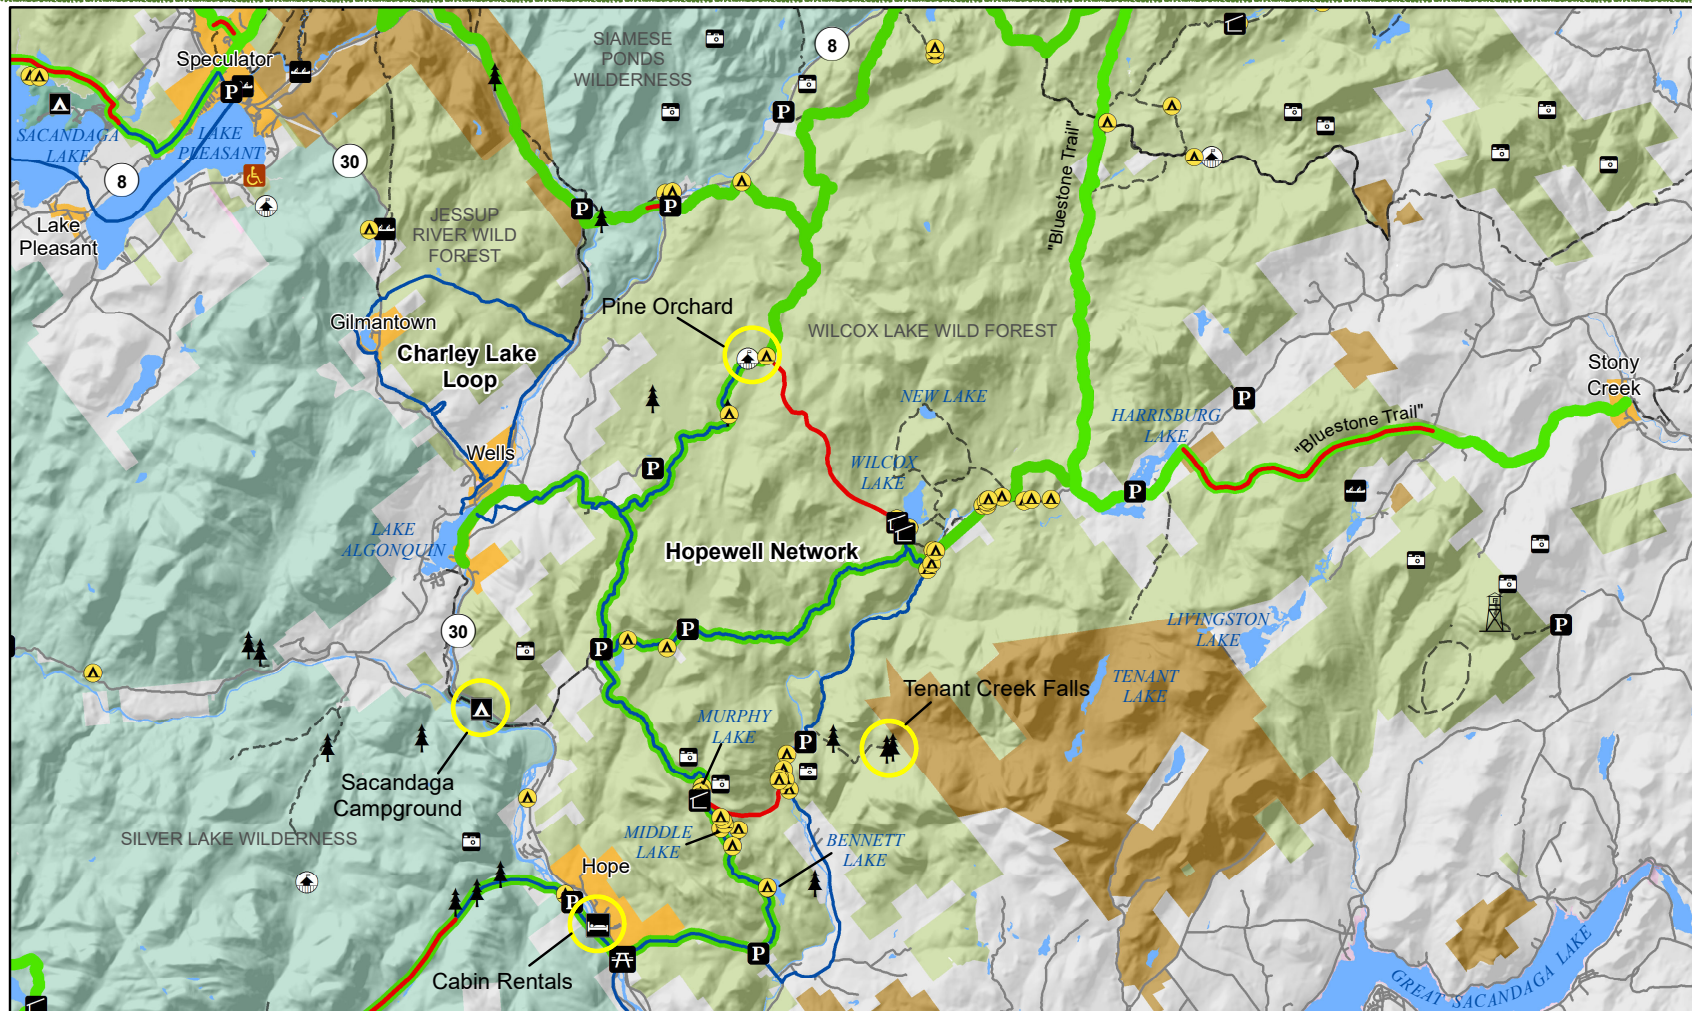 Speculator
SIAMESE
PONDS
WILDERNESS
8
P
P
SACANDAGA
LAKE
LAKE
PLEASANT
8
30
Lake
Pleasant
JESSUP
RIVER WILD
FOREST
P
P
"Bluestone Trail"
Pine Orchard
WILCOX LAKE WILD FOREST
Gilmantown
Charley Lake
Loop
Stony
Creek
NEW LAKE
HARRISBURG
LAKE
P
"Bluestone Trail"
Wells
P
WILCOX
LAKE
P
LAKE
ALGONQUIN
Hopewell Network
30
P
P
LIVINGSTON
LAKE
P
Tenant Creek Falls
TENANT
LAKE
MURPHY
LAKE
P
Sacandaga
Campground
SILVER LAKE WILDERNESS
MIDDLE
LAKE
BENNETT
LAKE
Hope
P
P
Cabin Rentals
GREAT SACANDAGA LAKE